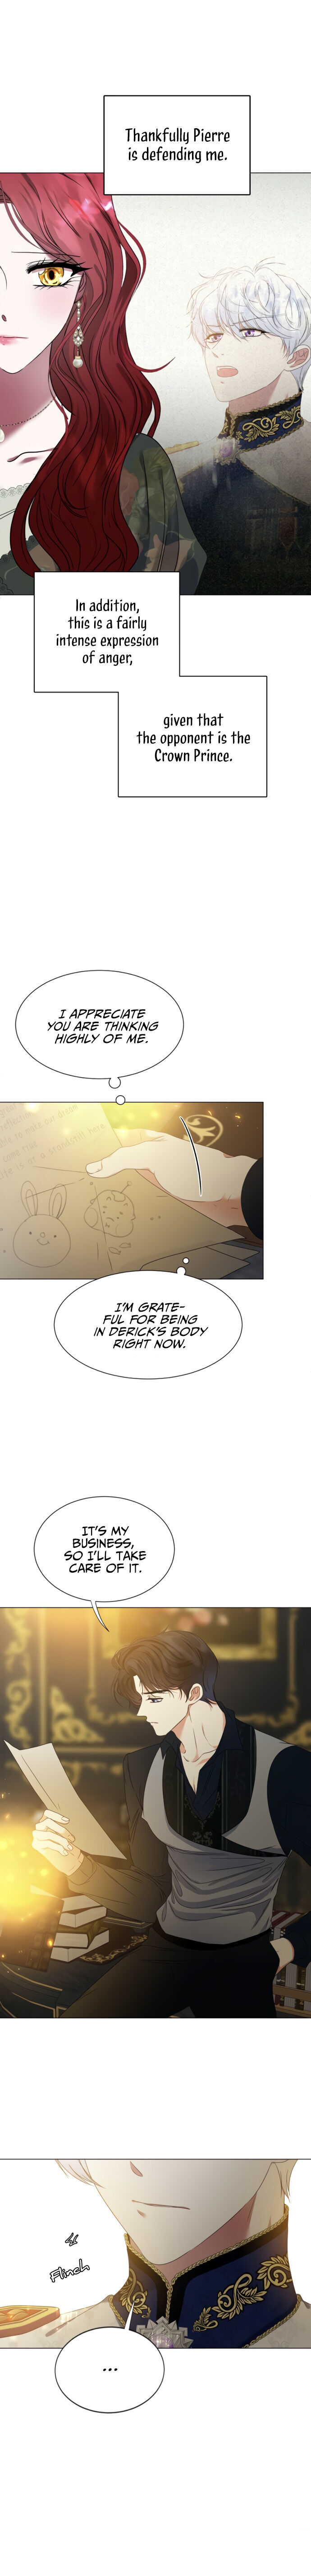 Thankfully Pierre
is defending me.
In addition,
this is a fairly
intense expression
of anger,
given that
the opponent is the
Crown Prince.
I APPRECIATE
YOU ARE THINKING
HIGHLY OF ME.
I'M GRATE-
FUL FOR BEING
IN DERICK'S BODY
RIGHT NOW.
IT'S MY
BUSINESS,
SO I'LL TAKE
CARE OF IT.
Flinch
...